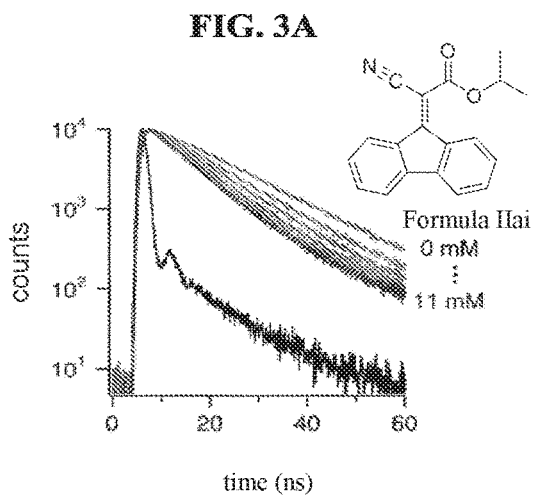 FIG. 3A
N
C
O
O
Formula IIai
0 mM
⋮
11 mM
10⁴
10³
10²
10¹
counts
0 20 40 60
time (ns)